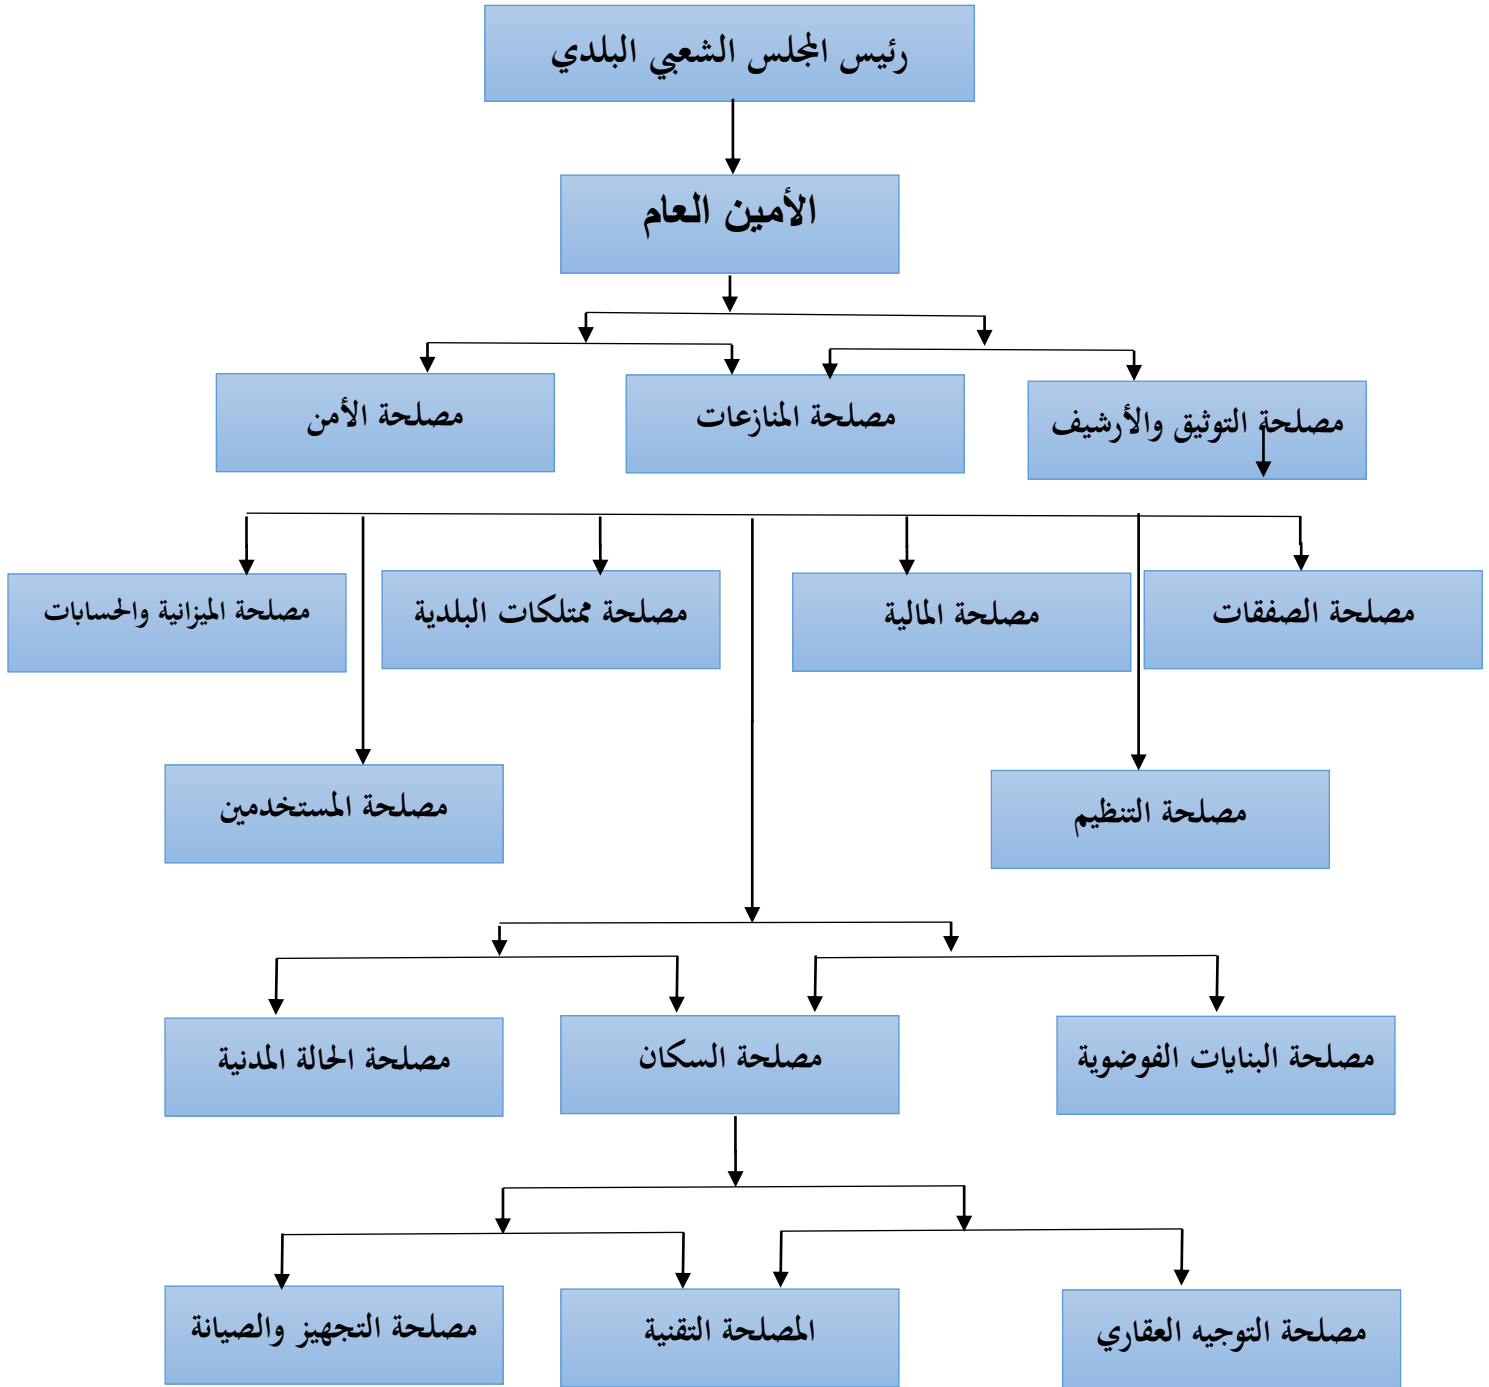 رئيس المجلس الشعبي البلدي
الأمين العام
مصلحة التوثيق والأرشيف
مصلحة المنازعات
مصلحة الأمن
مصلحة الصفقات
مصلحة المالية
مصلحة ممتلكات البلدية
مصلحة الميزانية والحسابات
مصلحة التنظيم
مصلحة المستخدمين
مصلحة البنايات الفوضوية
مصلحة السكان
مصلحة الحالة المدنية
مصلحة التوجيه العقاري
المصلحة التقنية
مصلحة التجهيز والصيانة